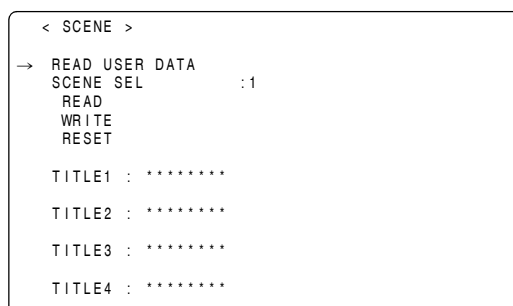 < SCENE >
→ READ USER DATA
SCENE SEL :1
READ
WRITE
RESET
TITLE1 : ********
TITLE2 : ********
TITLE3 : ********
TITLE4 : ********